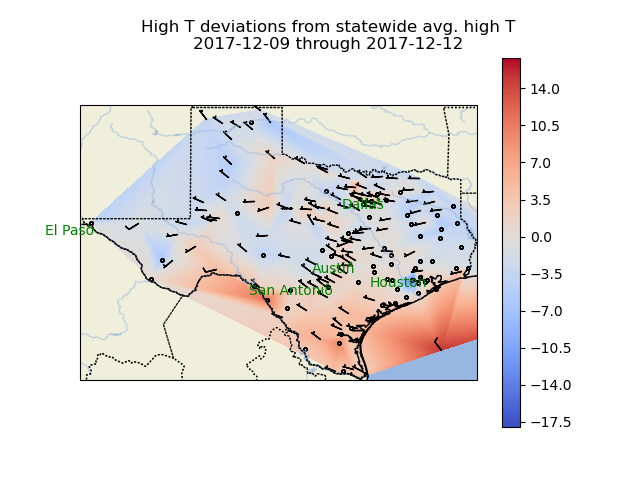 High T deviations from statewide avg. high T
2017-12-09 through 2017-12-12
14.0
10.5
7.0
3.5
0.0
−3.5
−7.0
−10.5
−14.0
−17.5
El Paso
Dallas
Austin
San Antonio
Houston